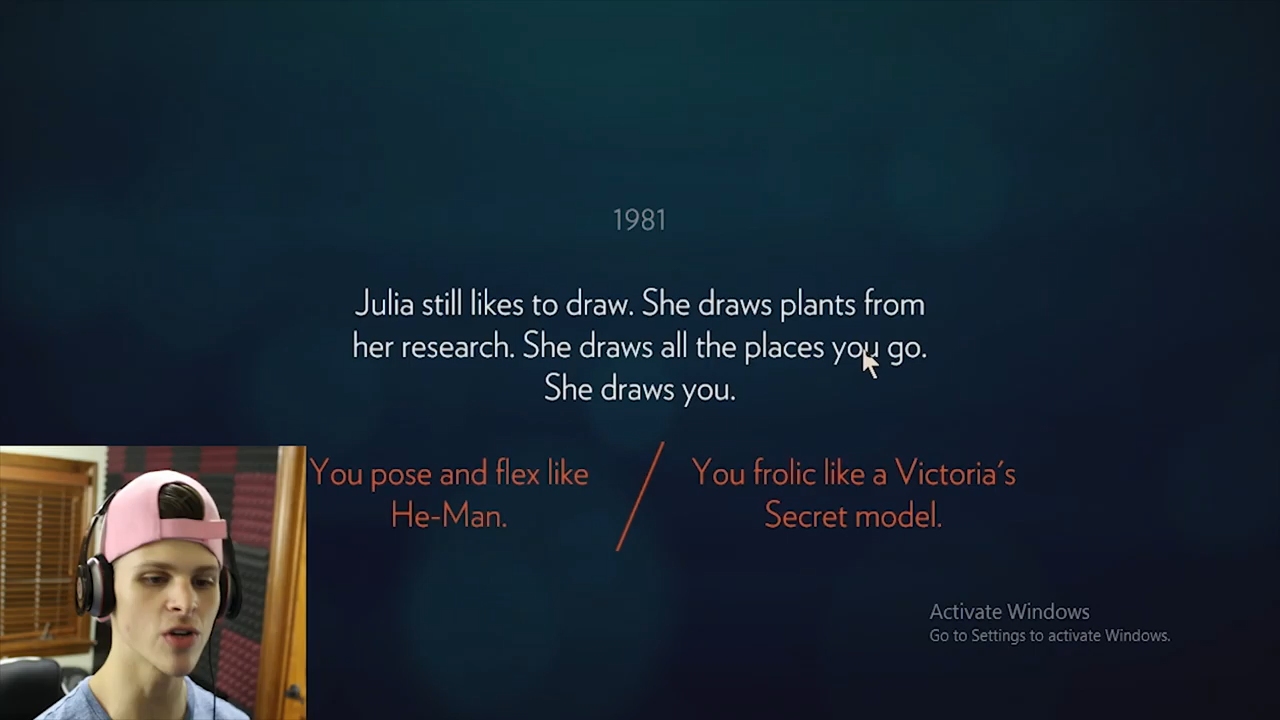 1981
Julia still likes to draw. She draws plants from
her research. She draws all the places you go.
She draws you.
You pose and flex like
He-Man.
You frolic like a Victoria's
Secret model.
Activate Windows
Go to Settings to activate Windows.